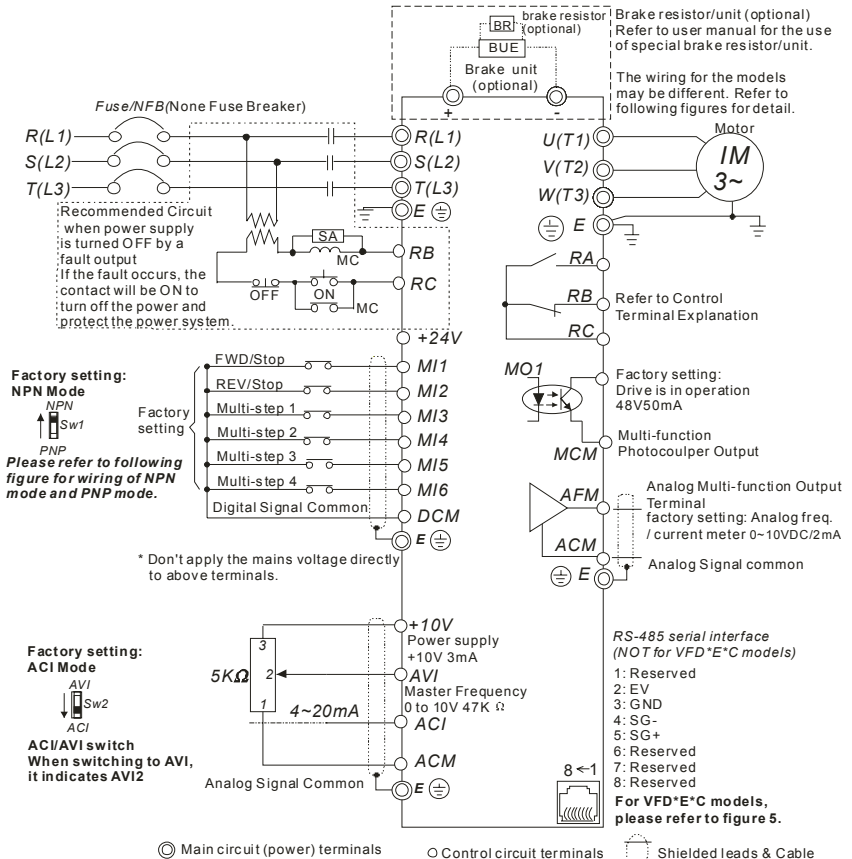 brake resistor
(optional)
BR
BUE
Brake unit
(optional)
+
-
Brake resistor/unit (optional)
Refer to user manual for the use
of special brake resistor/unit.
The wiring for the models
may be different. Refer to
following figures for detail.
Fuse/NFB(None Fuse Breaker)
R(L1)
S(L2)
T(L3)
R(L1)
S(L2)
T(L3)
E
U(T1)
V(T2)
W(T3)
E
Motor
IM
3~
Recommended Circuit
when power supply
is turned OFF by a
fault output
If the fault occurs, the
contact will be ON to
turn off the power and
protect the power system.
SA
MC
OFF
ON
MC
RB
RC
RA
RB
RC
Refer to Control
Terminal Explanation
+24V
Factory setting:
NPN Mode
NPN
Sw1
PNP
Please refer to following
figure for wiring of NPN
mode and PNP mode.
Factory
setting
FWD/Stop
REV/Stop
Multi-step 1
Multi-step 2
Multi-step 3
Multi-step 4
Digital Signal Common
MI1
MI2
MI3
MI4
MI5
MI6
DCM
E
* Don't apply the mains voltage directly
to above terminals.
MO1
Factory setting:
Drive is in operation
48V50mA
MCM
Multi-function
Photocoulper Output
AFM
ACM
E
Analog Multi-function Output
Terminal
factory setting: Analog freq.
/ current meter 0~10VDC/2mA
Analog Signal common
Factory setting:
ACI Mode
AVI
Sw2
ACI
ACI/AVI switch
When switching to AVI,
it indicates AVI2
5KΩ
3
2
1
4~20mA
Analog Signal Common
+10V
Power supply
+10V 3mA
AVI
Master Frequency
0 to 10V 47K Ω
ACI
ACM
E
RS-485 serial interface
(NOT for VFD*E*C models)
1: Reserved
2: EV
3: GND
4: SG-
5: SG+
6: Reserved
7: Reserved
8: Reserved
For VFD*E*C models,
please refer to figure 5.
8←1
Main circuit (power) terminals
Control circuit terminals
Shielded leads & Cable